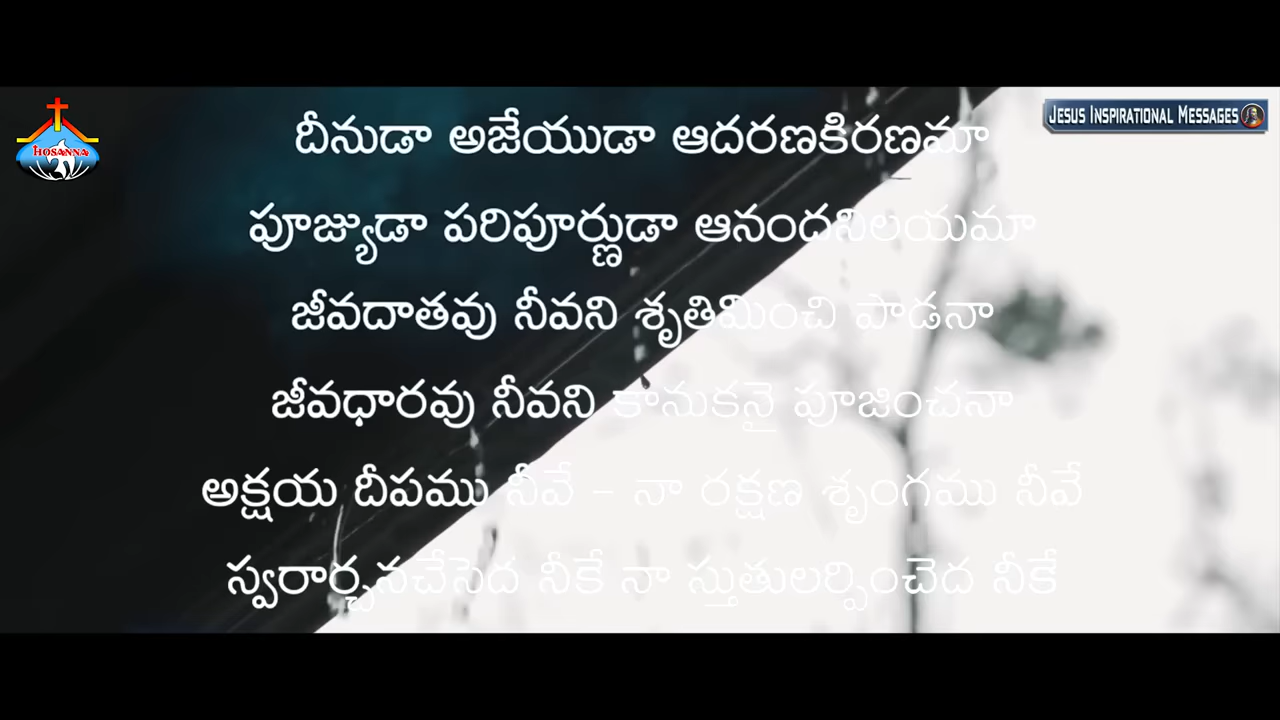 HOSANNA
JESUS INSPIRATIONAL MESSAGES
దీనుడా అజేయుడా ఆదరణకిరణమా
పూజ్యుడా పరిపూర్ణుడా ఆనందనిలయమా
జీవదాతవు నీవని శృతిమించి పాడనా
జీవధారవు నీవని కానుకనై పూజించనా
అక్షయ దీపము నీవే - నా రక్షణ శృంగము నీవే
స్వరార్చనచేసెద నీకే నా స్తుతులర్పించెద నీకే